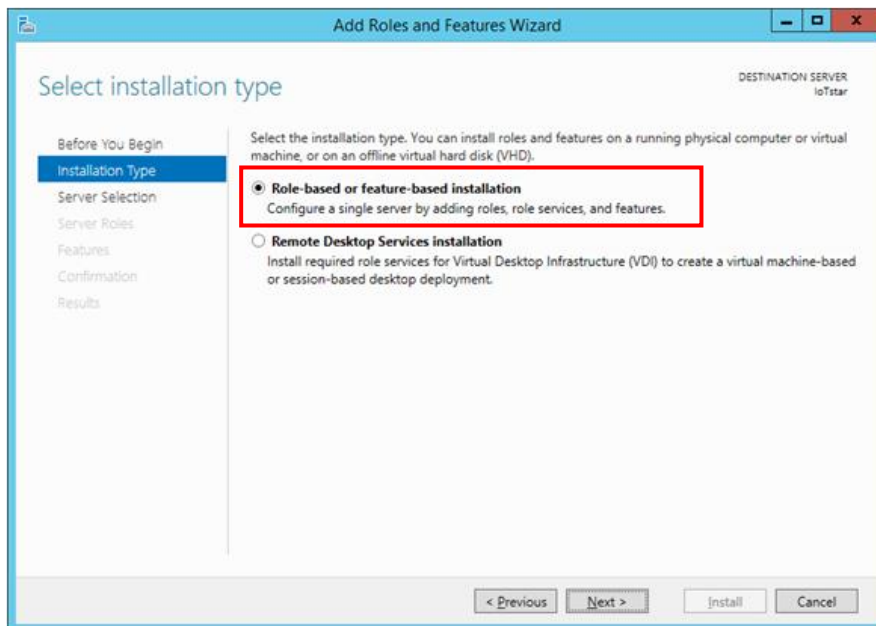 Add Roles and Features Wizard
Select installation type
DESTINATION SERVER
IoTstar
Before You Begin
Installation Type
Server Selection
Server Roles
Features
Confirmation
Results
Select the installation type. You can install roles and features on a running physical computer or virtual
machine, or on an offline virtual hard disk (VHD).
Role-based or feature-based installation
Configure a single server by adding roles, role services, and features.
Remote Desktop Services installation
Install required role services for Virtual Desktop Infrastructure (VDI) to create a virtual machine-based
or session-based desktop deployment.
< Previous
Next >
Install
Cancel